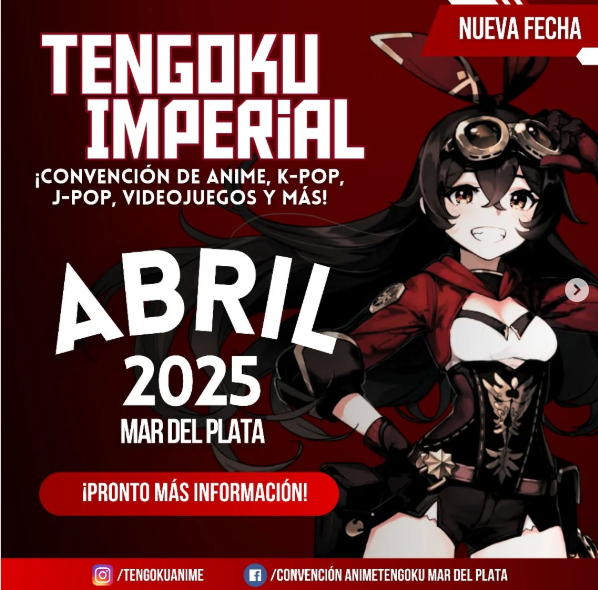 NUEVA FECHA
TENGOKU
IMPERiAL
¡CONVENCIÓN DE ANIME, K-POP,
J-POP, VIDEOJUEGOS Y MÁS!
ABRIL
2025
MAR DEL PLATA
¡PRONTO MÁS INFORMACIÓN!
/TENGOKUANIME
/CONVENCIÓN ANIMETENGOKU MAR DEL PLATA